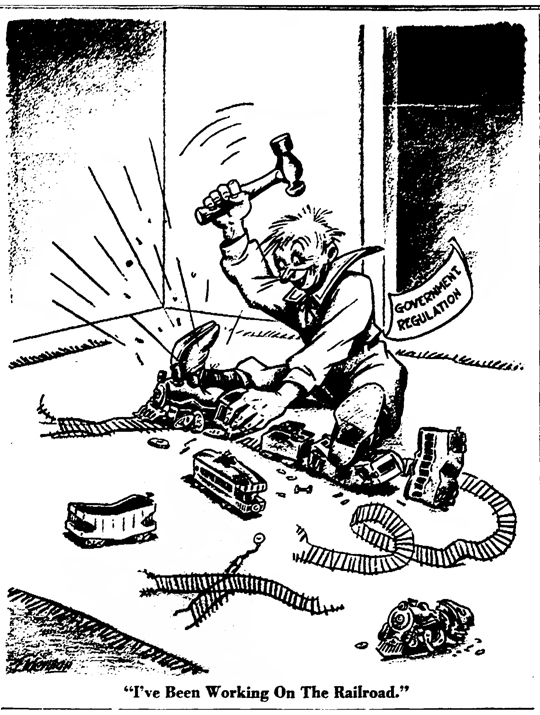 GOVERNMENT
REGULATION
"I've Been Working On The Railroad."